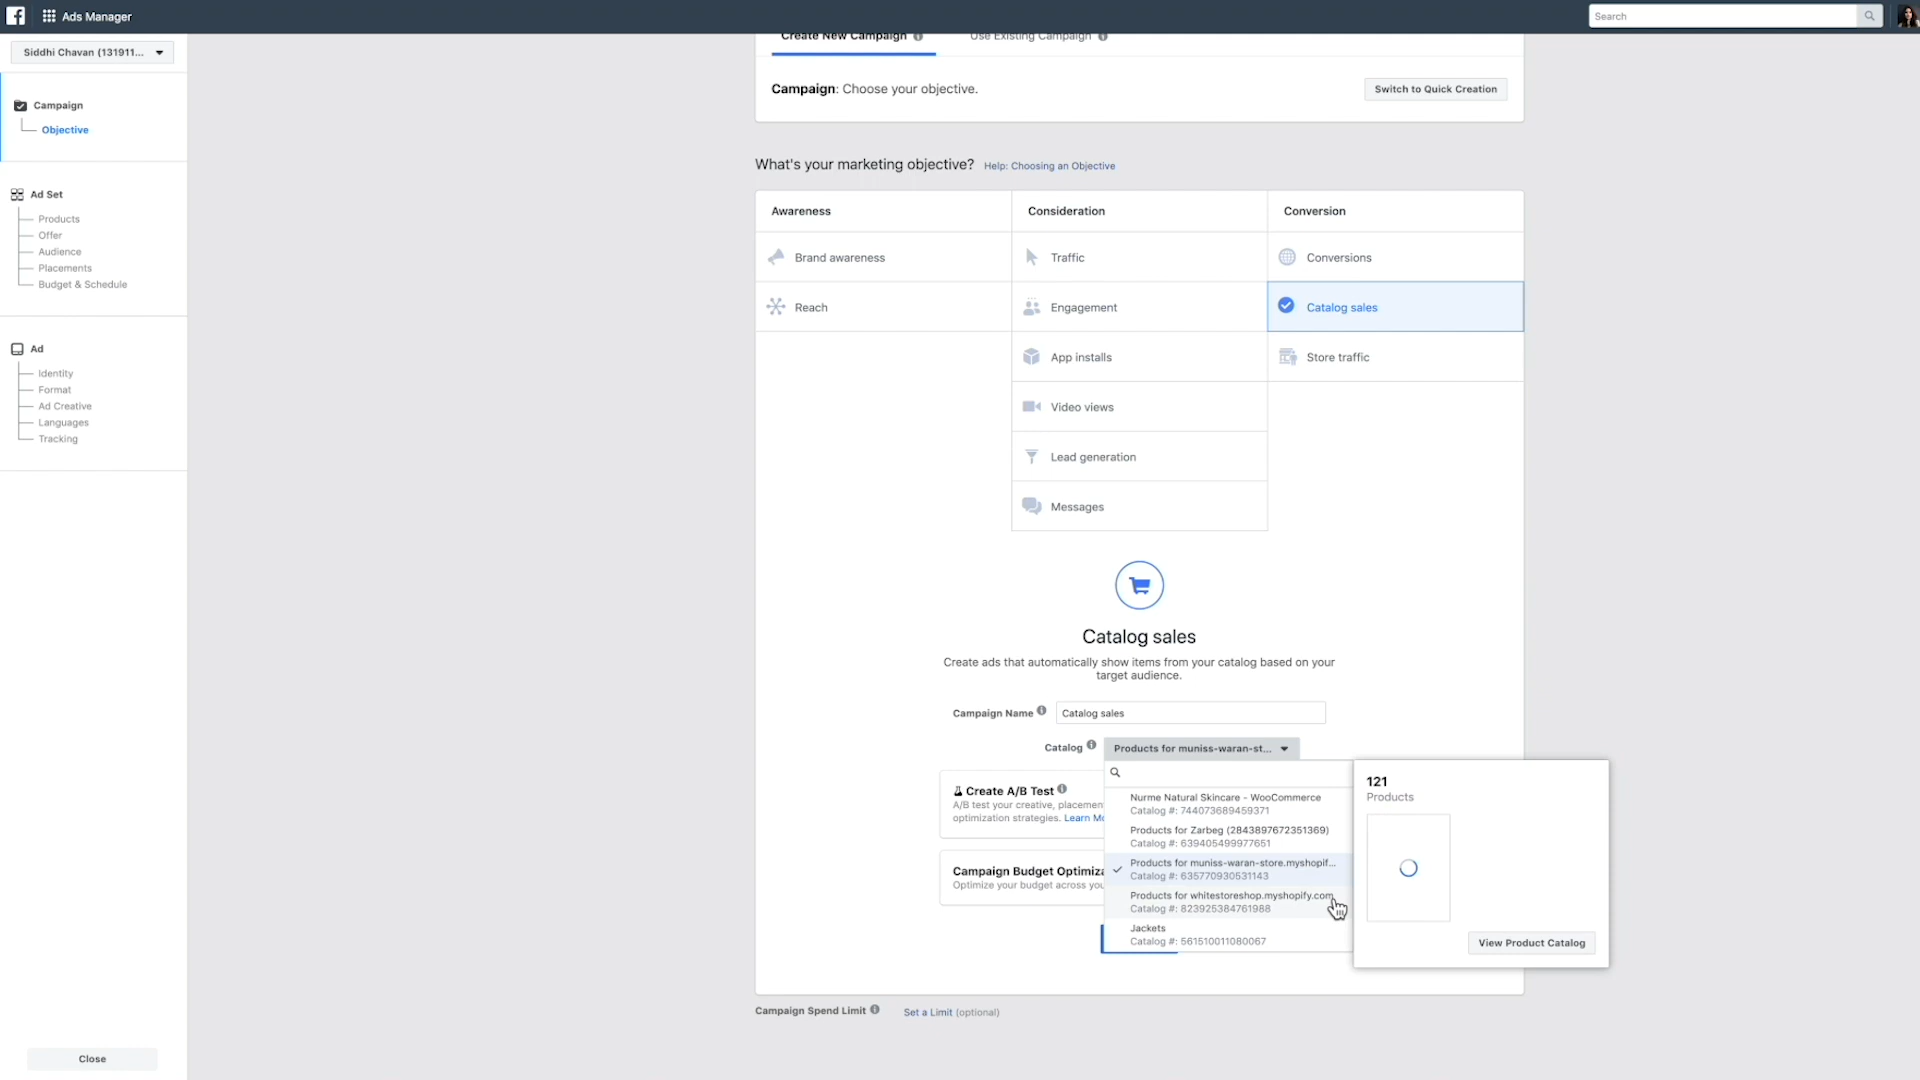 Ads Manager
Search
Siddhi Chavan (131911...
Campaign
Objective
Ad Set
Products
Offer
Audience
Placements
Budget & Schedule
Ad
Identity
Format
Ad Creative
Languages
Tracking
Close
Create New Campaign
Use Existing Campaign
Campaign: Choose your objective.
Switch to Quick Creation
What's your marketing objective? Help: Choosing an Objective
Awareness
Consideration
Conversion
Brand awareness
Traffic
Conversions
Reach
Engagement
Catalog sales
App installs
Store traffic
Video views
Lead generation
Messages
Catalog sales
Create ads that automatically show items from your catalog based on your
target audience.
Campaign Name
Catalog sales
Catalog
Products for muniss-waran-st...
Create A/B Test
A/B test your creative, placemen
optimization strategies. Learn Mo
Campaign Budget Optimiza
Optimize your budget across you
Nurme Natural Skincare - WooCommerce
Catalog #: 744073689459371
Products for Zarbeg (2843897672351369)
Catalog #: 639405499977651
Products for muniss-waran-store.myshopif...
Catalog #: 635770930531143
Products for whitestoreshop.myshopify.com
Catalog #: 823925384761988
Jackets
Catalog #: 561510011080067
121
Products
View Product Catalog
Campaign Spend Limit
Set a Limit (optional)